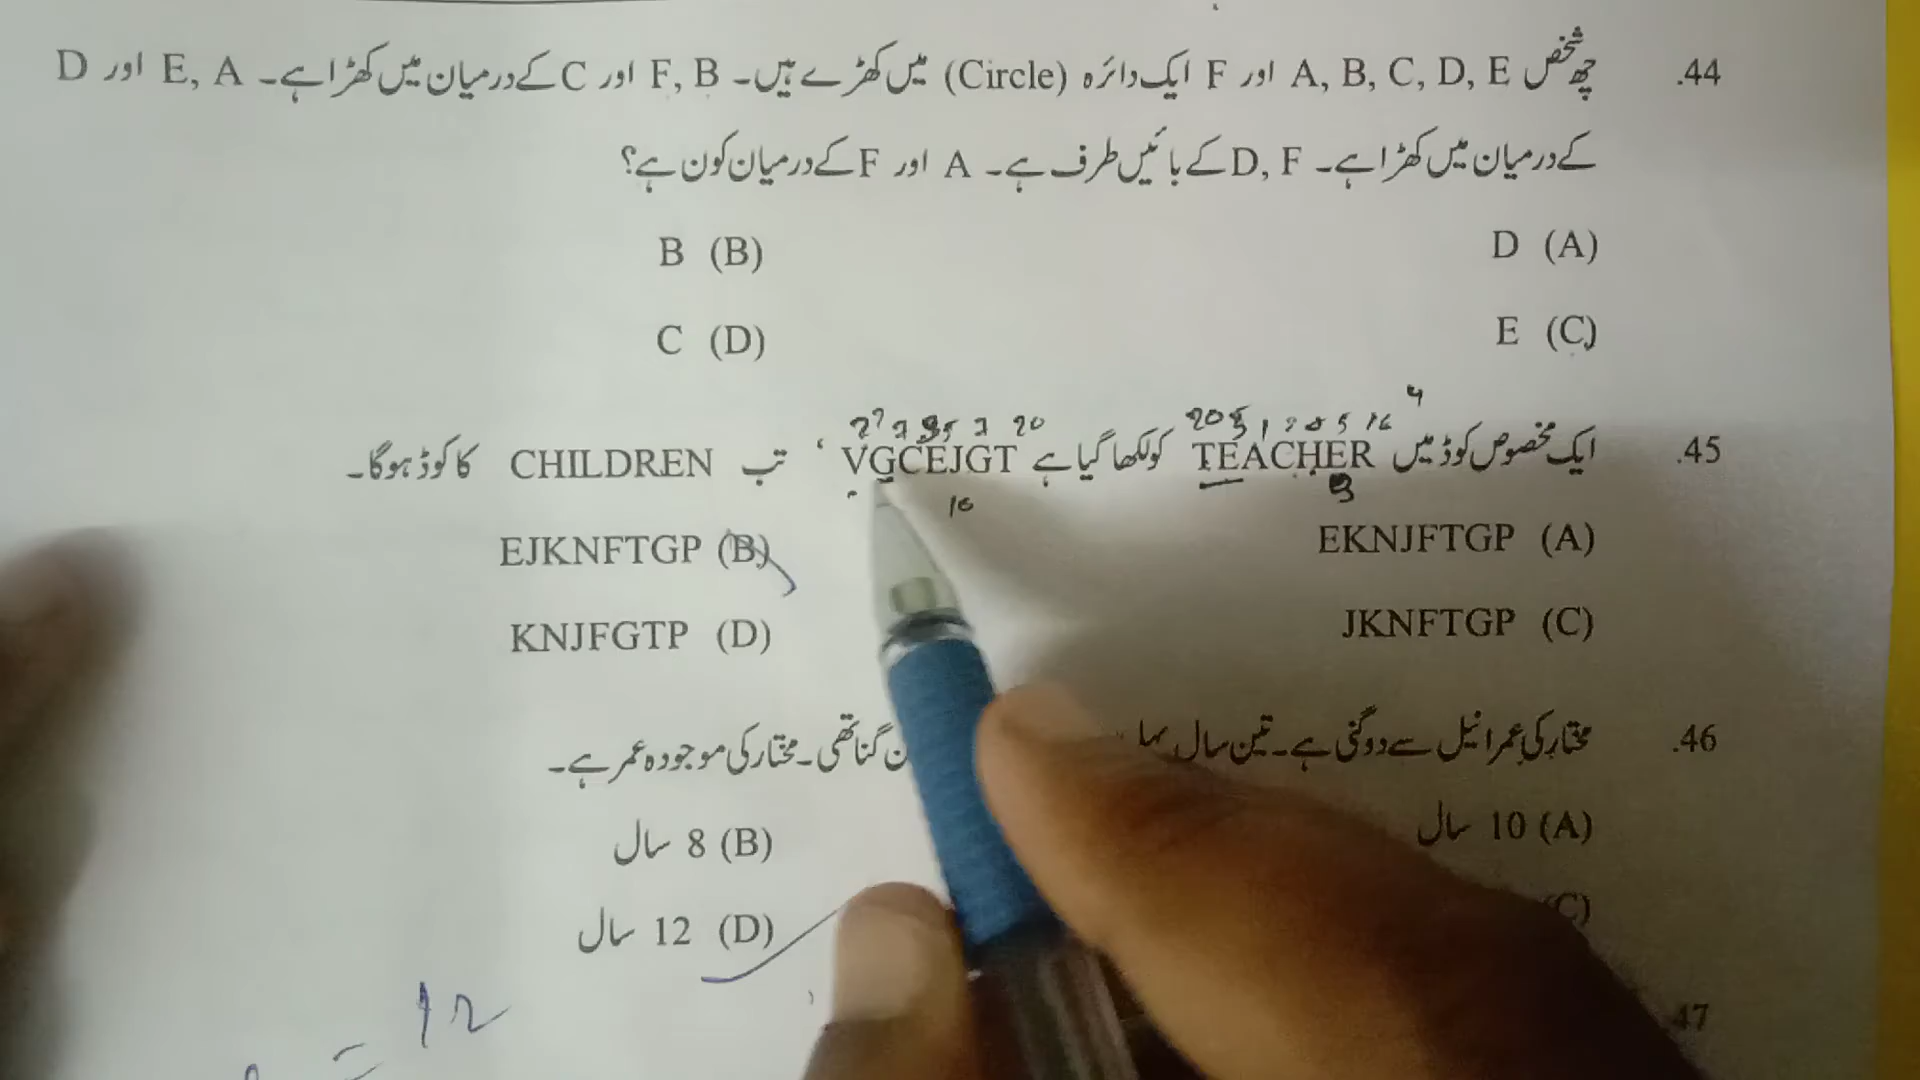 44. چھ شخص A, B, C, D, E اور F ایک دائرہ (Circle) میں کھڑے ہیں۔ F, B اور C کے درمیان میں کھڑا ہے۔ E, A اور D
کے درمیان میں کھڑا ہے۔ D, F کے بائیں طرف ہے۔ A اور F کے درمیان کون ہے؟
(A) D (B) B
(C) E (D) C
45. ایک مخصوص کوڈ میں TEACHER کو لکھا گیا ہے VGCEJGT، تب CHILDREN کا کوڈ ہوگا۔
10
(A) EKNJFTGP (B) EJKNFTGP
(C) JKNFTGP (D) KNJFGTP
46. مختار کی عمر انیل سے دوگنی ہے۔ تین سال گنا تھی۔ مختار کی موجودہ عمر ہے۔
(A) 10 سال (B) 8 سال
(C) (D) 12 سال
= 12
47